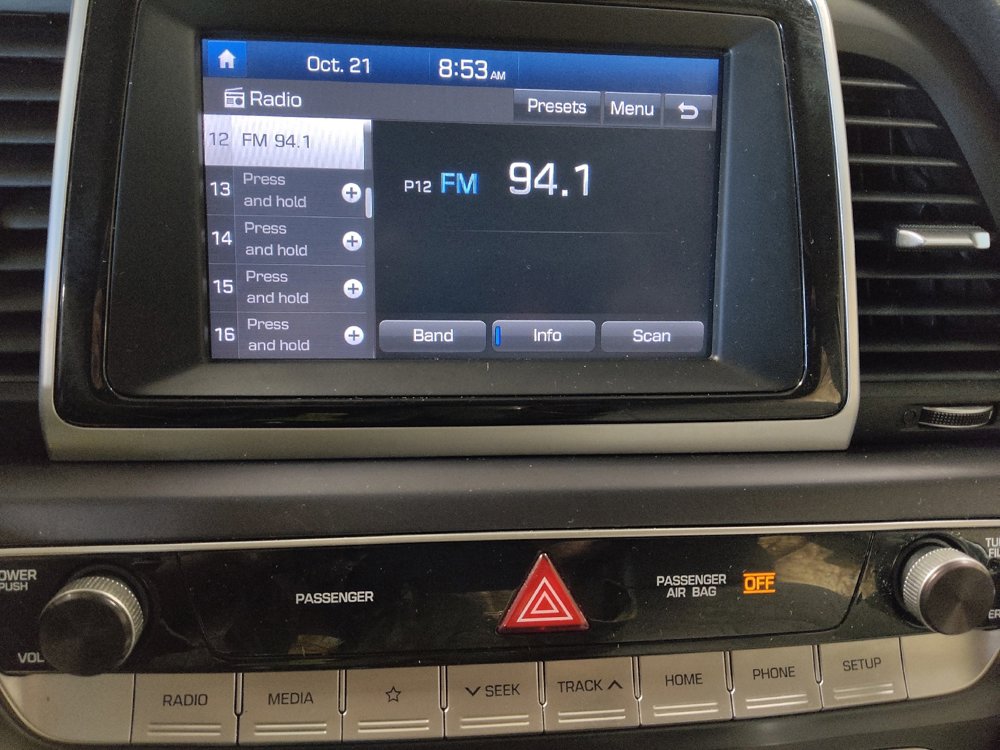 Oct. 21 8:53 AM
Radio Presets Menu
12 FM 94.1
P12 FM 94.1
13 Press
and hold
14 Press
and hold
15 Press
and hold
16 Press
and hold
Band Info Scan
PUSH
VOL
PASSENGER
PASSENGER
AIR BAG OFF
RADIO MEDIA SEEK TRACK HOME PHONE SETUP